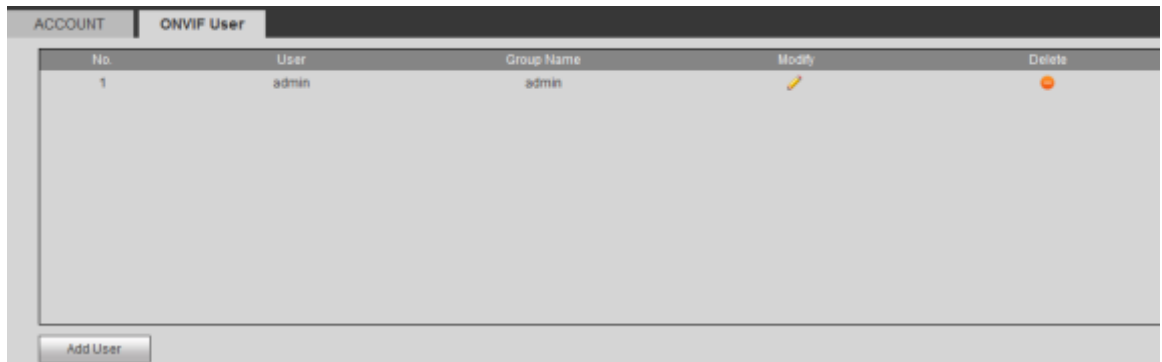 ACCOUNT ONVIF User
No. User Group Name Modify Delete
1 admin admin
Add User